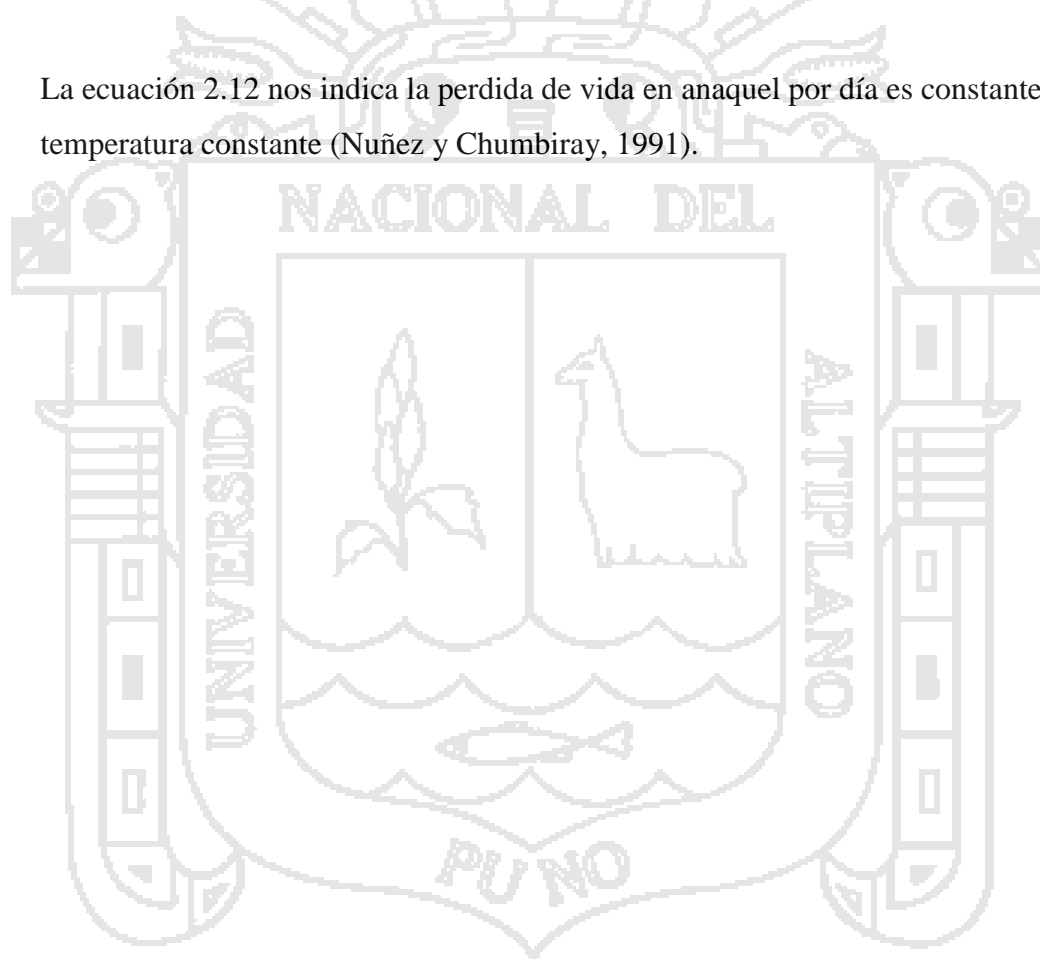 La ecuación 2.12 nos indica la perdida de vida en anaquel por día es constante
temperatura constante (Nuñez y Chumbiray, 1991).
NACIONAL DEL
UNIVERSIDAD
ALTIPLANO
PUNO